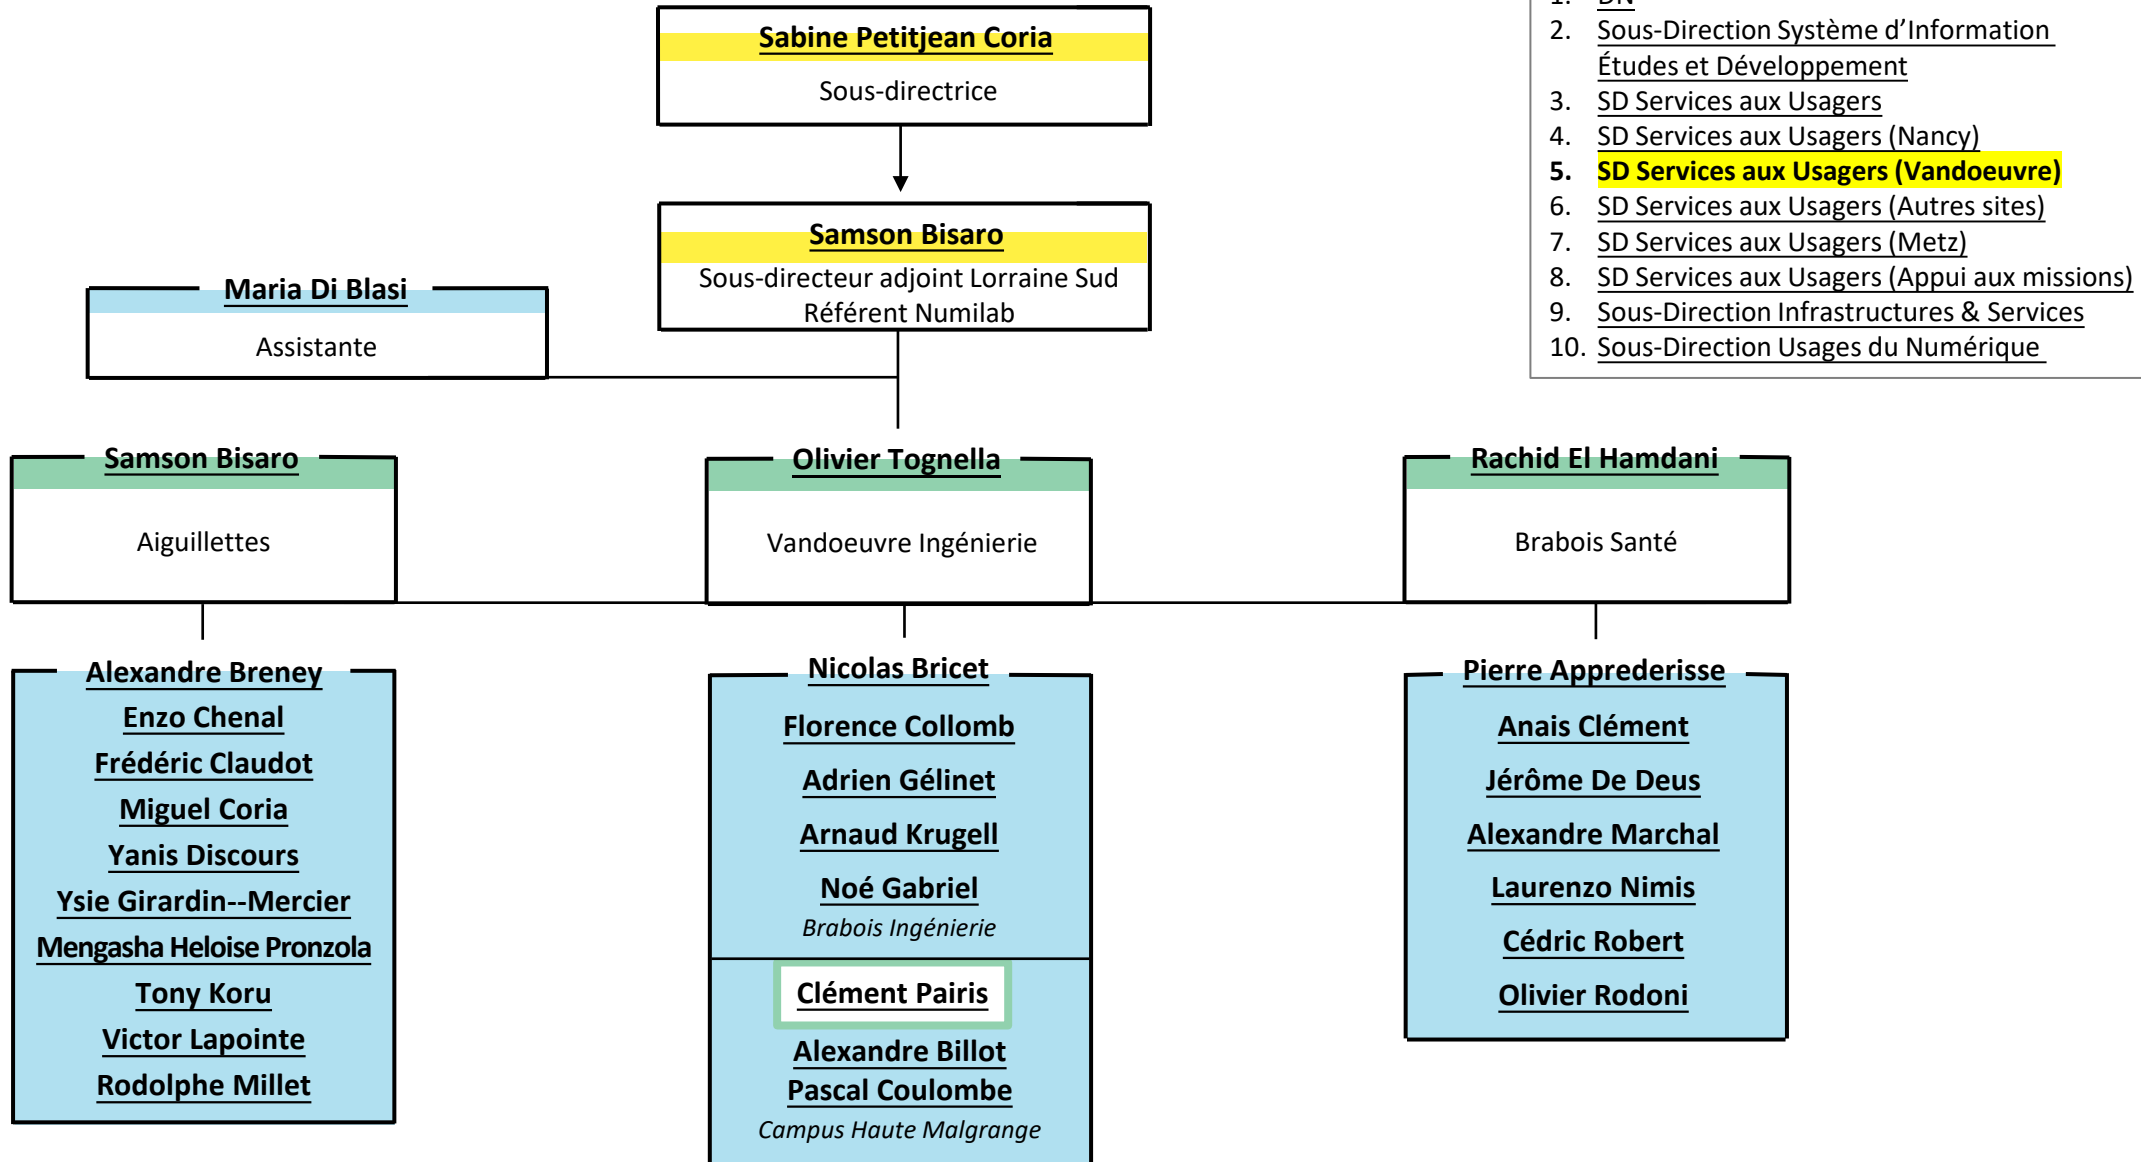 Sabine Petitjean Coria
Sous-directrice
Samson Bisaro
Sous-directeur adjoint Lorraine Sud
Référent Numilab
Maria Di Blasi
Assistante
1. DN
2. Sous-Direction Système d’Information
Études et Développement
3. SD Services aux Usagers
4. SD Services aux Usagers (Nancy)
5. SD Services aux Usagers (Vandoeuvre)
6. SD Services aux Usagers (Autres sites)
7. SD Services aux Usagers (Metz)
8. SD Services aux Usagers (Appui aux missions)
9. Sous-Direction Infrastructures & Services
10. Sous-Direction Usages du Numérique
Samson Bisaro
Aiguillettes
Olivier Tognella
Vandoeuvre Ingénierie
Rachid El Hamdani
Brabois Santé
Alexandre Breney
Enzo Chenal
Frédéric Claudot
Miguel Coria
Yanis Discours
Ysie Girardin--Mercier
Mengasha Heloise Pronzola
Tony Koru
Victor Lapointe
Rodolphe Millet
Nicolas Bricet
Florence Collomb
Adrien Gélinet
Arnaud Krugell
Noé Gabriel
Brabois Ingénierie
Clément Pairis
Alexandre Billot
Pascal Coulombe
Campus Haute Malgrange
Pierre Apprederisse
Anais Clément
Jérôme De Deus
Alexandre Marchal
Laurenzo Nimis
Cédric Robert
Olivier Rodoni